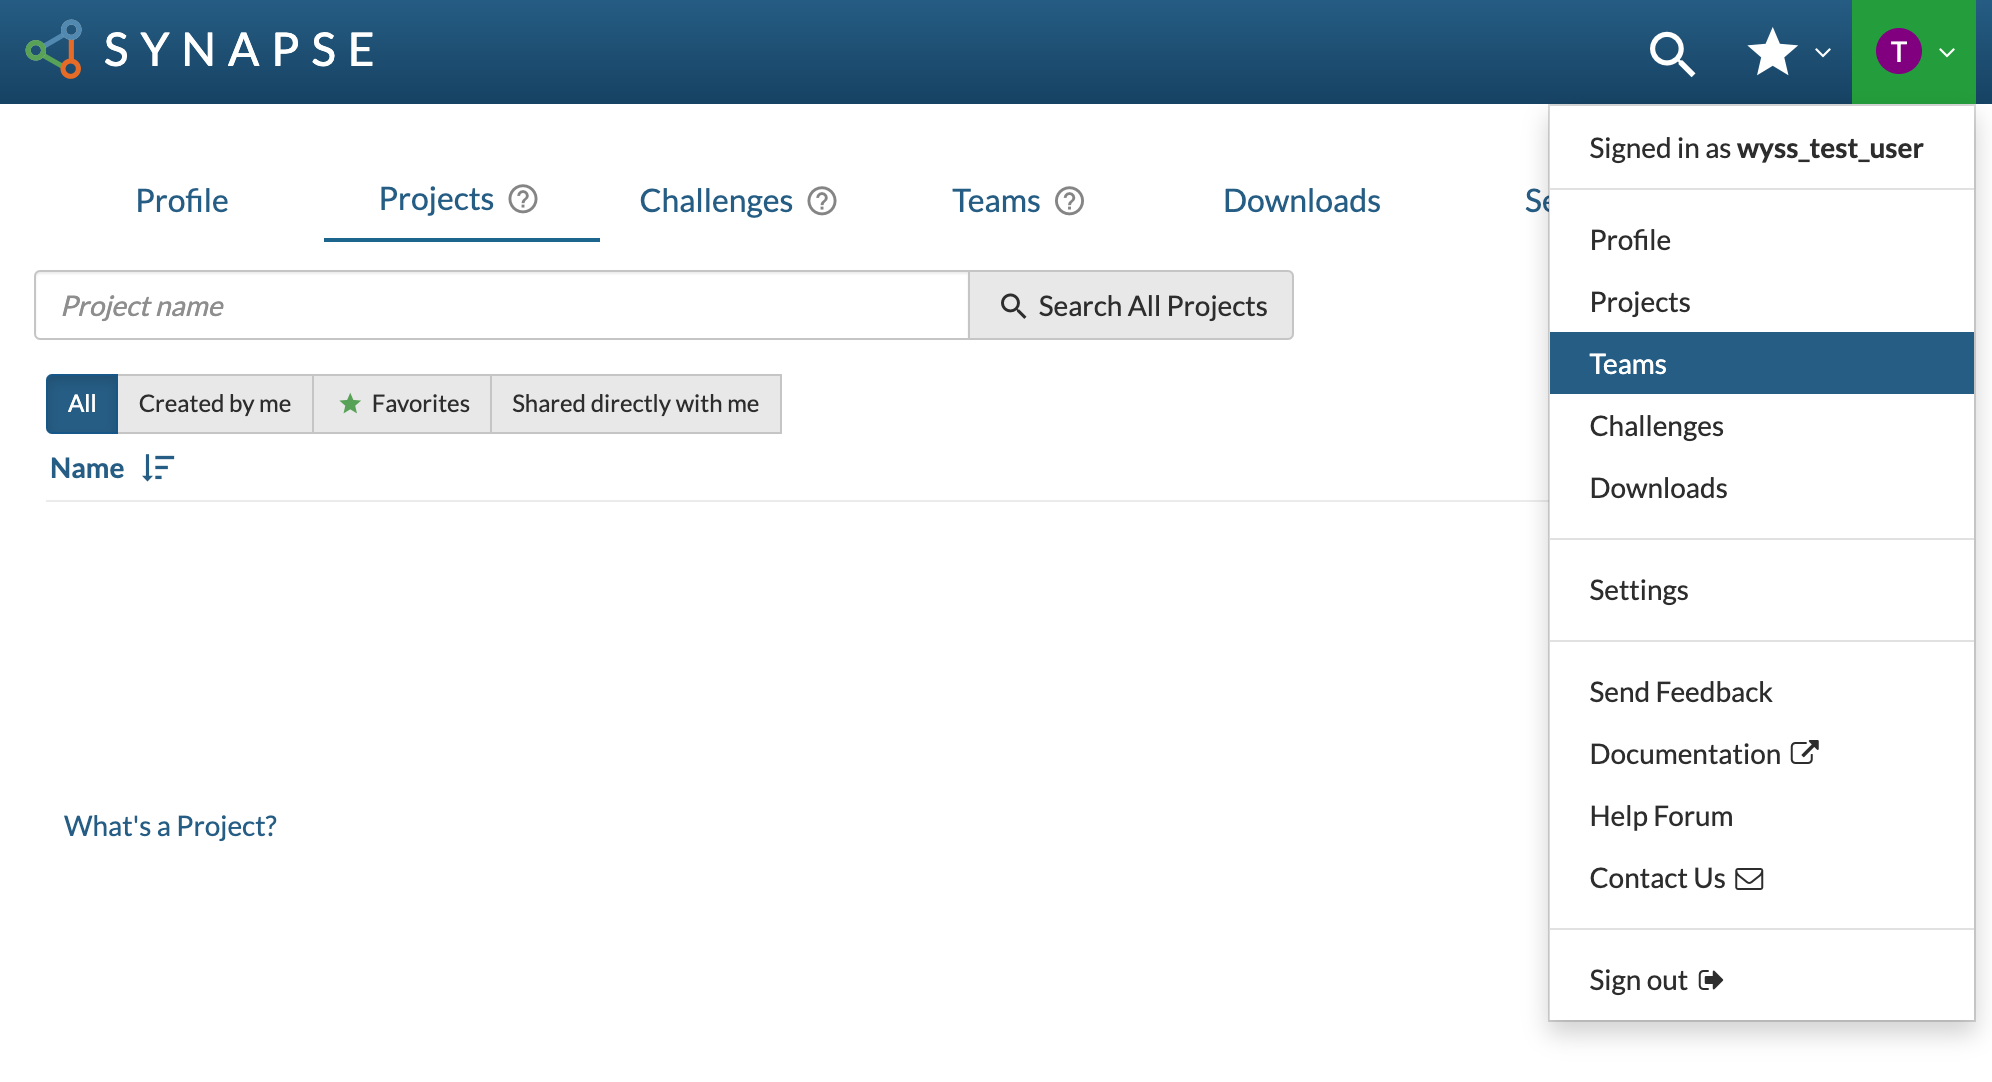 SYNAPSE
T
Signed in as wyss_test_user
Profile
Projects
Challenges
Teams
Downloads
Se
Project name
Search All Projects
All
Created by me
Favorites
Shared directly with me
Name
What's a Project?
Profile
Projects
Teams
Challenges
Downloads
Settings
Send Feedback
Documentation
Help Forum
Contact Us
Sign out